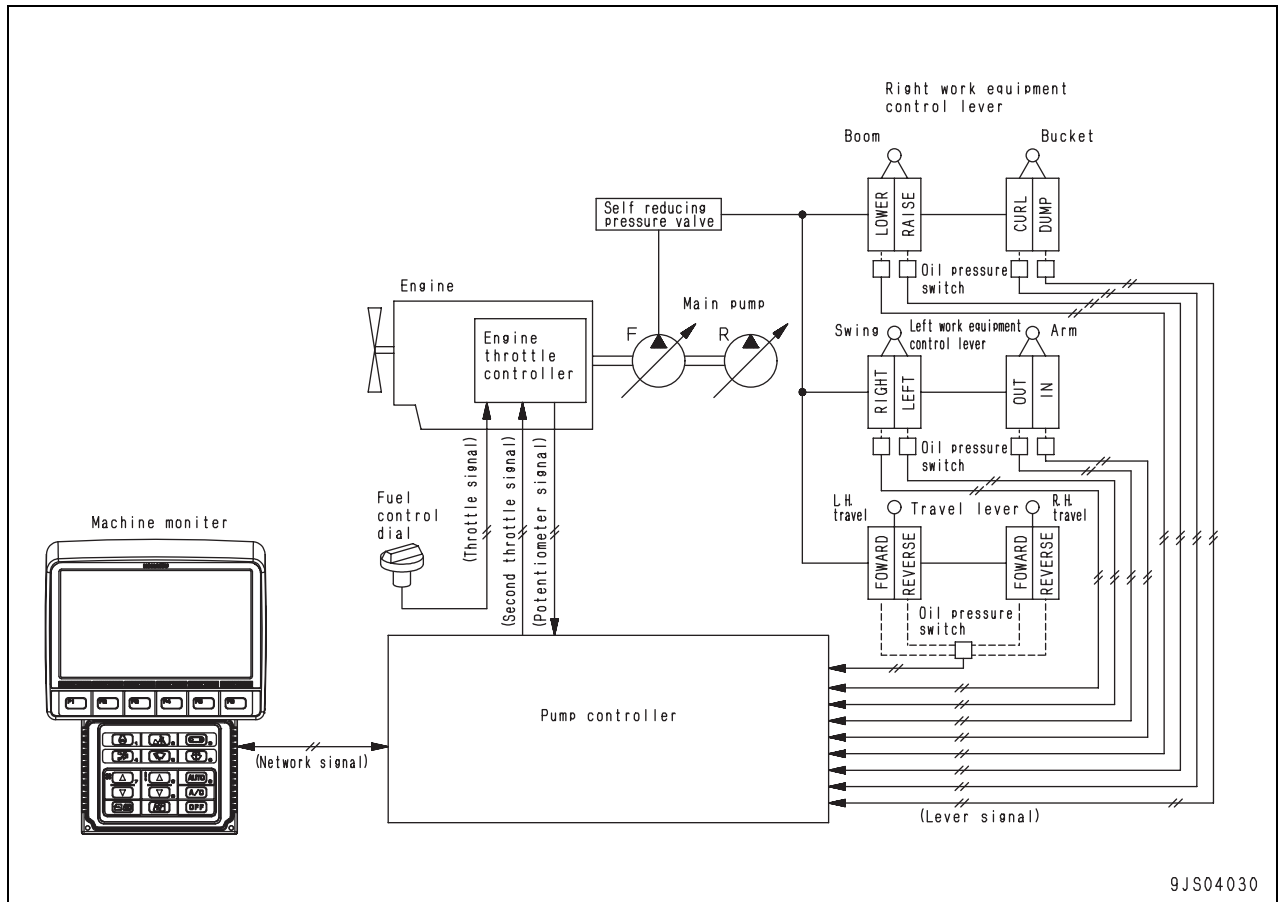 Right work equipment
control lever
Boom
Bucket
LOWER
RAISE
CURL
DUMP
Self reducing
pressure valve
Oil pressure
switch
Engine
Main pump
F
R
Engine
throttle
controller
Swing
Left work equipment
control lever
Arm
RIGHT
LEFT
OUT
IN
Oil pressure
switch
(Throttle signal)
(Second throttle signal)
(Potentiometer signal)
Fuel
control
dial
L.H.
travel
Travel lever
R.H.
travel
FOWARD
REVERSE
FOWARD
REVERSE
Oil pressure
switch
Machine moniter
Pump controller
(Network signal)
AUTO
A/C
OFF
(Lever signal)
9JS04030